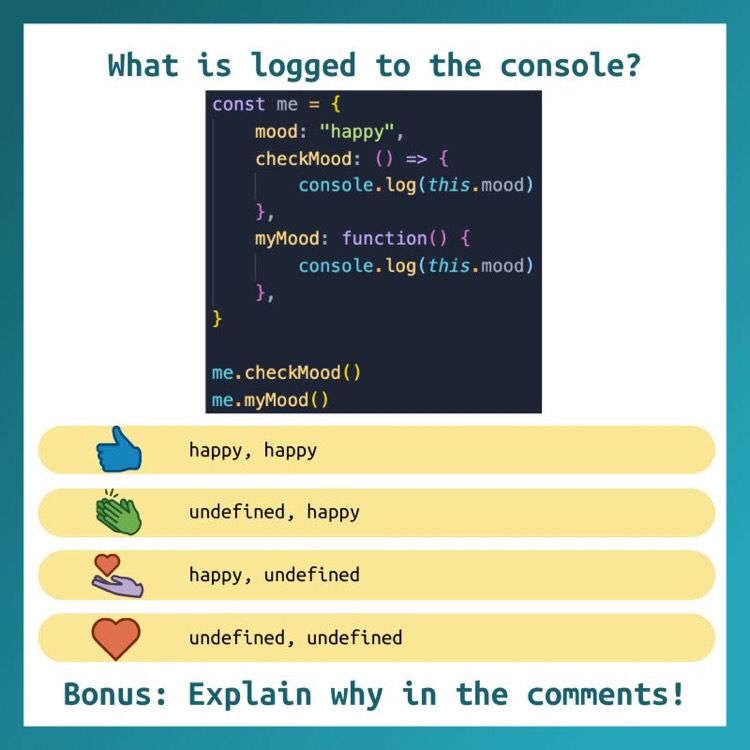 What is logged to the console?
const me = {
    mood: "happy",
    checkMood: () => {
        console.log(this.mood)
    },
    myMood: function() {
        console.log(this.mood)
    },
}

me.checkMood()
me.myMood()
happy, happy
undefined, happy
happy, undefined
undefined, undefined
Bonus: Explain why in the comments!